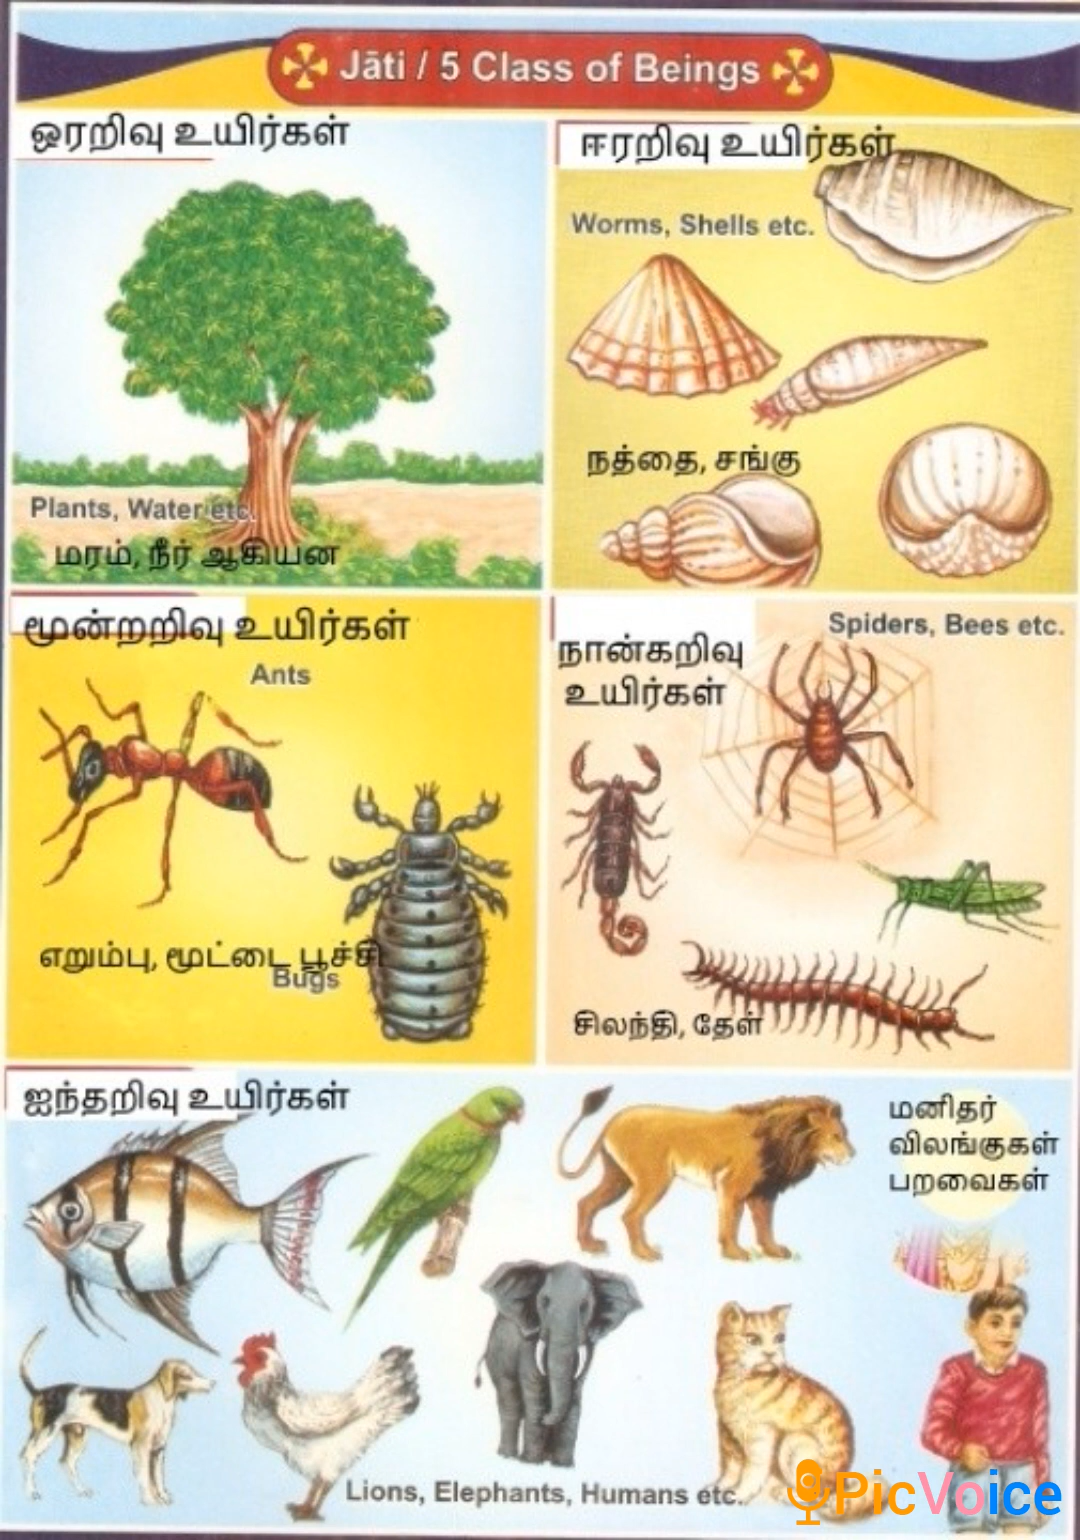 Jāti / 5 Class of Beings
ஒரறிவு உயிர்கள்
Plants, Water etc.
மரம், நீர் ஆகியன
ஈரறிவு உயிர்கள்
Worms, Shells etc.
நத்தை, சங்கு
மூன்றறிவு உயிர்கள்
Ants
எறும்பு, மூட்டை பூச்சி
Bugs
Spiders, Bees etc.
நான்கறிவு
உயிர்கள்
சிலந்தி, தேள்
ஐந்தறிவு உயிர்கள்
மனிதர்
விலங்குகள்
பறவைகள்
Lions, Elephants, Humans etc.
PicVoice